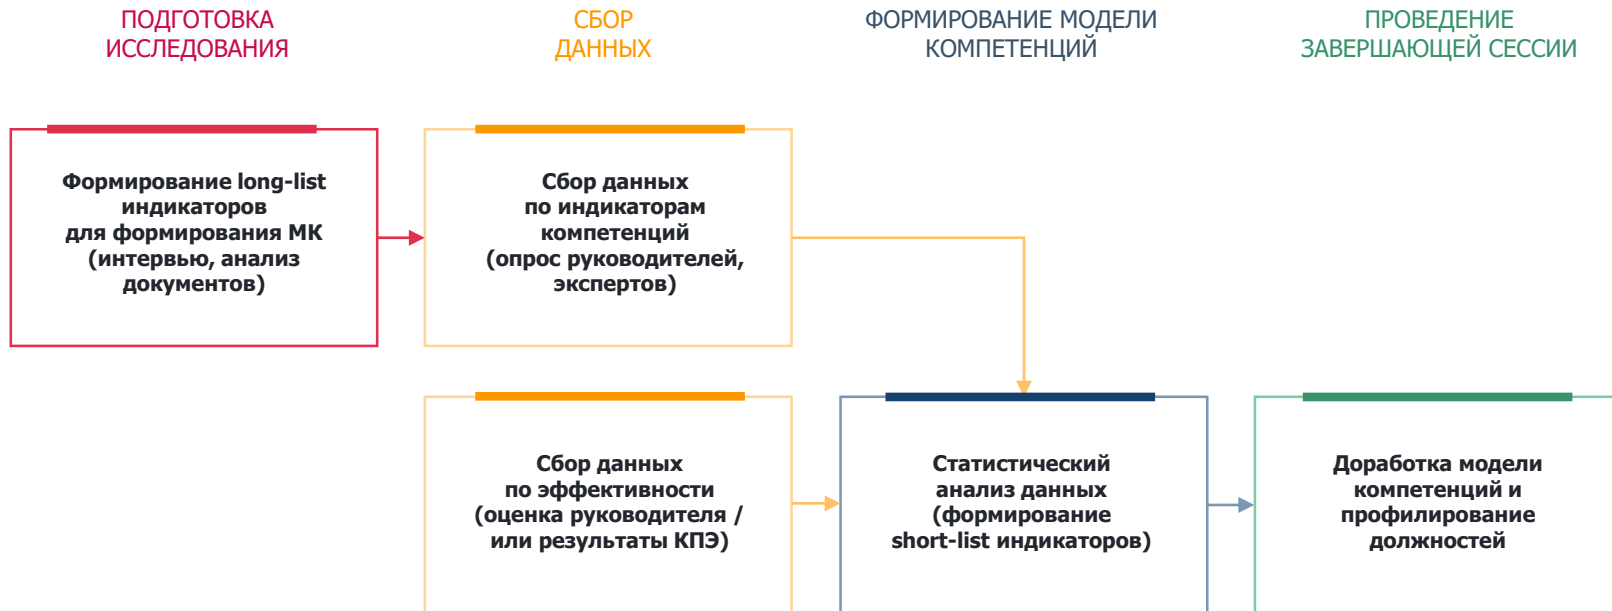 ПОДГОТОВКА
ИССЛЕДОВАНИЯ
СБОР
ДАННЫХ
ФОРМИРОВАНИЕ МОДЕЛИ
КОМПЕТЕНЦИЙ
ПРОВЕДЕНИЕ
ЗАВЕРШАЮЩЕЙ СЕССИИ
Формирование long-list
индикаторов
для формирования МК
(интервью, анализ
документов)
Сбор данных
по индикаторам
компетенций
(опрос руководителей,
экспертов)
Сбор данных
по эффективности
(оценка руководителя /
или результаты КПЭ)
Статистический
анализ данных
(формирование
short-list индикаторов)
Доработка модели
компетенций и
профилирование
должностей